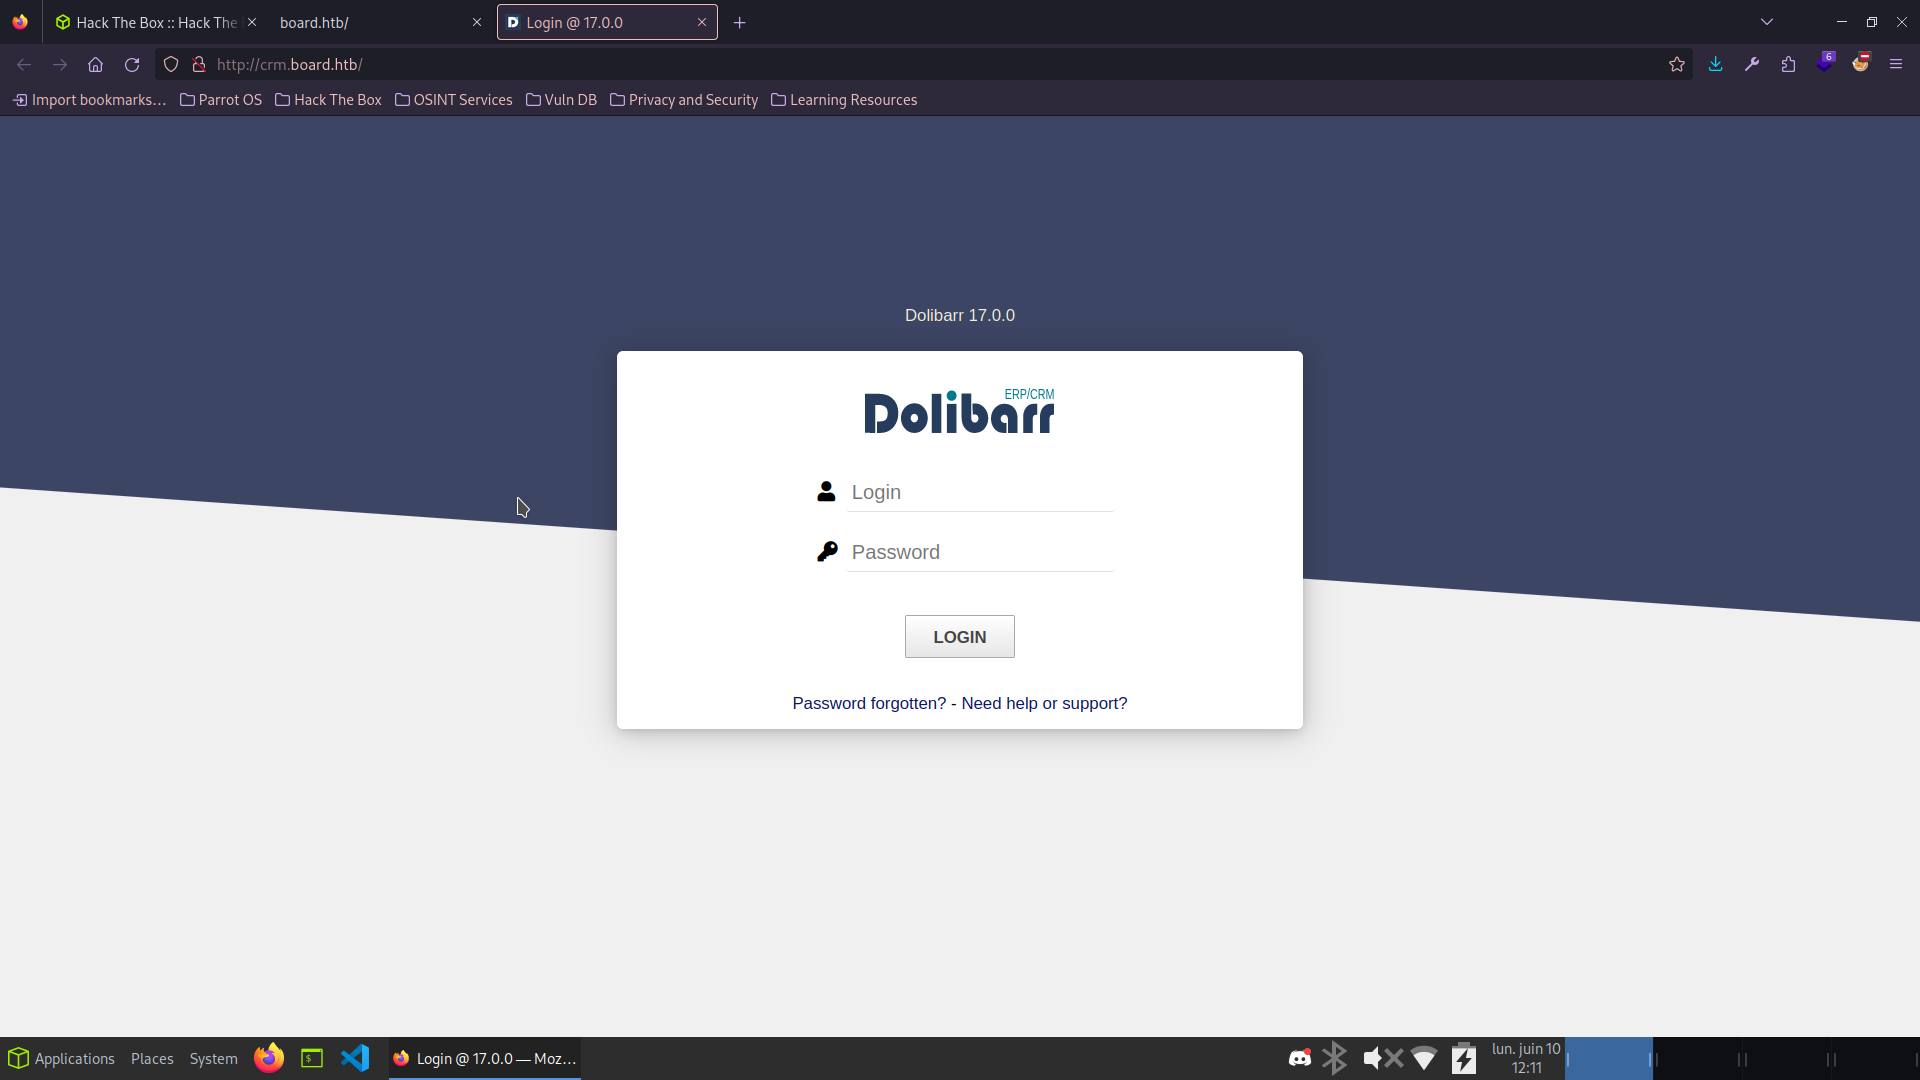 Hack The Box :: Hack The
board.htb/
Login @ 17.0.0
http://crm.board.htb/
6
Import bookmarks…
Parrot OS
Hack The Box
OSINT Services
Vuln DB
Privacy and Security
Learning Resources
Dolibarr 17.0.0
ERP/CRM
Dolibarr
Login
Password
LOGIN
Password forgotten? - Need help or support?
Applications
Places
System
Login @ 17.0.0 — Moz…
lun. juin 10
12:11